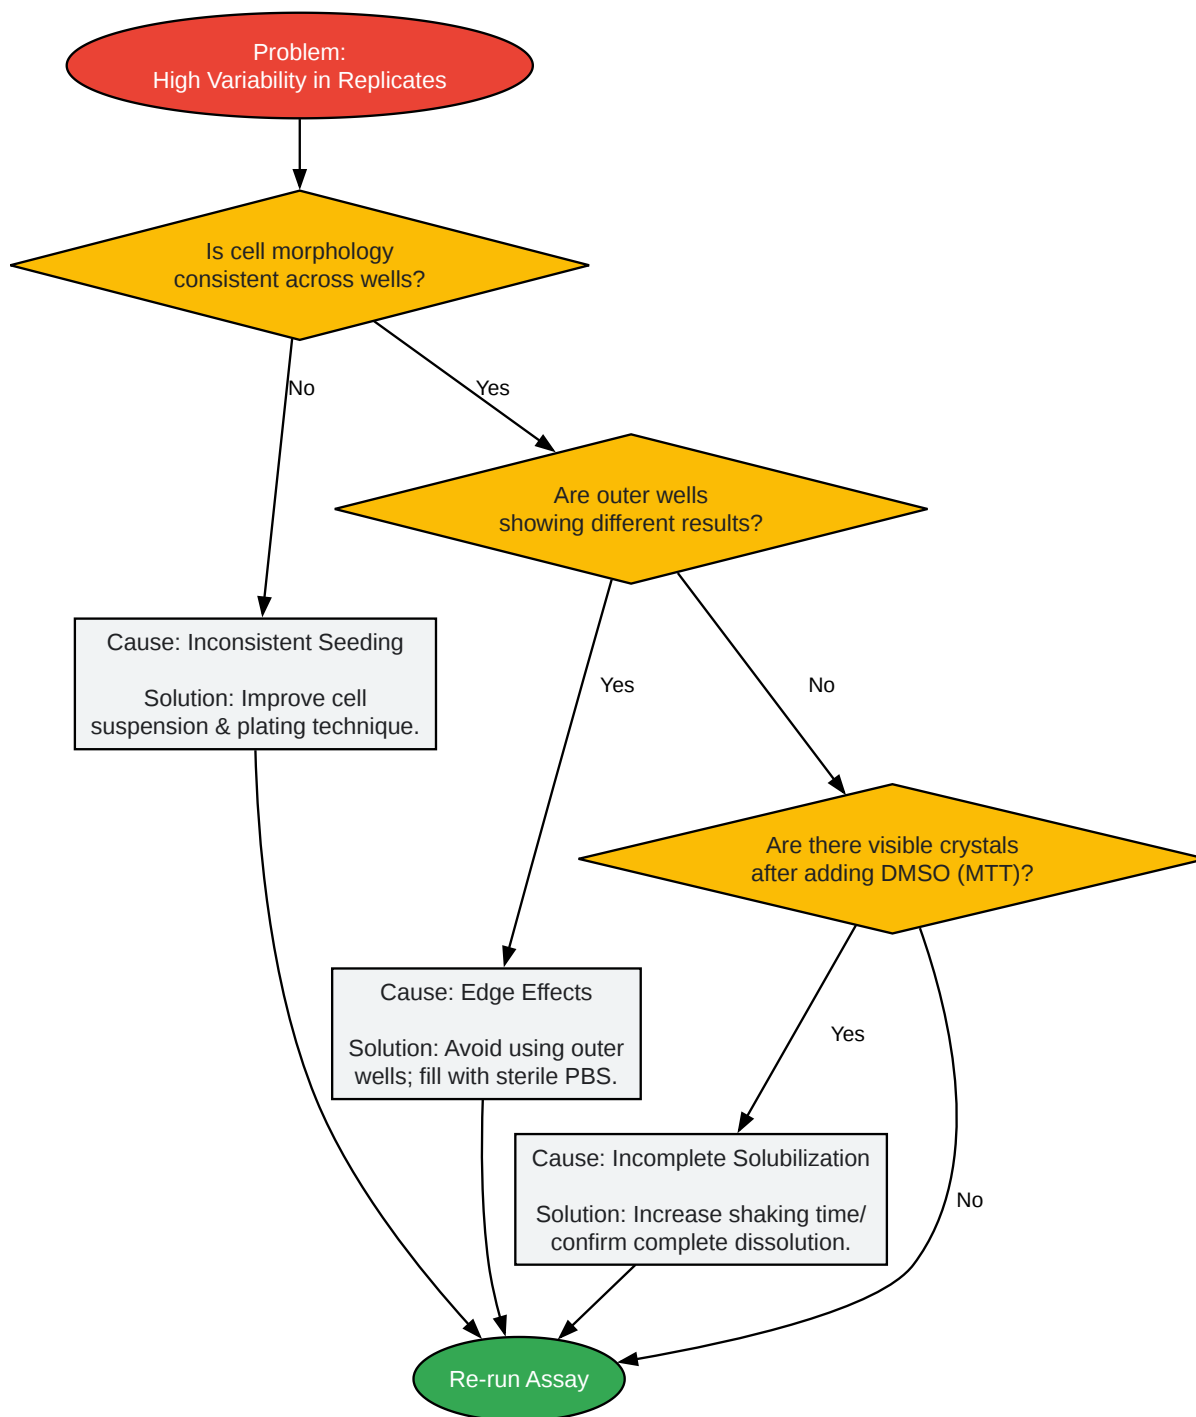 Problem:
High Variability in Replicates
Is cell morphology
consistent across wells?
No
Yes
Are outer wells
showing different results?
Cause: Inconsistent Seeding
Solution: Improve cell
suspension & plating technique.
Yes
No
Are there visible crystals
after adding DMSO (MTT)?
Cause: Edge Effects
Solution: Avoid using outer
wells; fill with sterile PBS.
Yes
Cause: Incomplete Solubilization
Solution: Increase shaking time/
confirm complete dissolution.
No
Re-run Assay